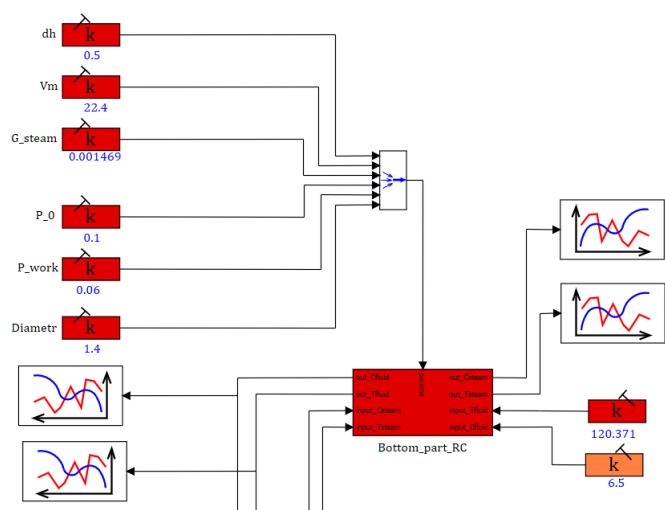 dh
k
0.5
Vm
k
22.4
G_steam
k
0.001469
P_0
k
0.1
P_work
k
0.06
Diametr
k
1.4
out_Cfluid
out_Csteam
out_Tfluid
out_Tsteam
input_Csteam
input_Tfluid
input_Tsteam
input_Cfluid
Bottom_part_RC
k
120.371
k
6.5